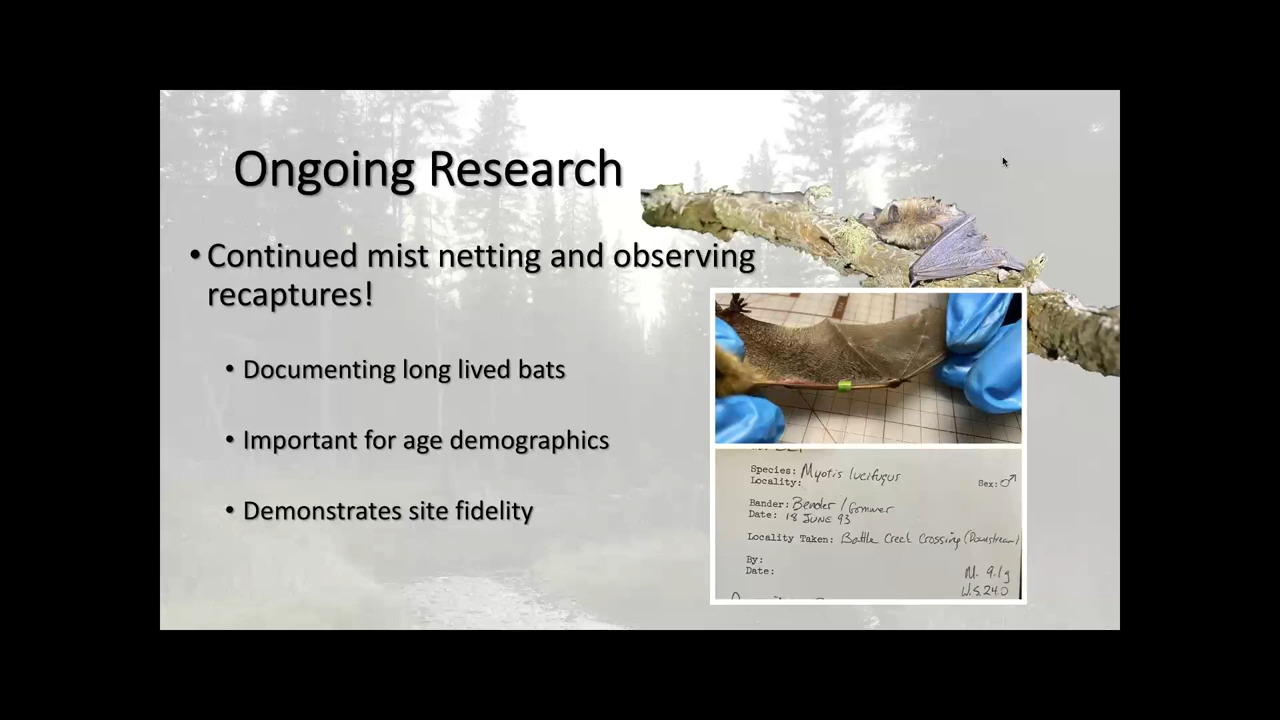 Ongoing Research
• Continued mist netting and observing
recaptures!
• Documenting long lived bats
• Important for age demographics
• Demonstrates site fidelity
Species: Myotis lucifugus
Locality:
Sex: ♂
Bander: Bender /
Date: 18 JUNE 93
Locality Taken: Battle Creek Crossing (Downstream)
By:
Date:
M. 9.1g
W.S. 240